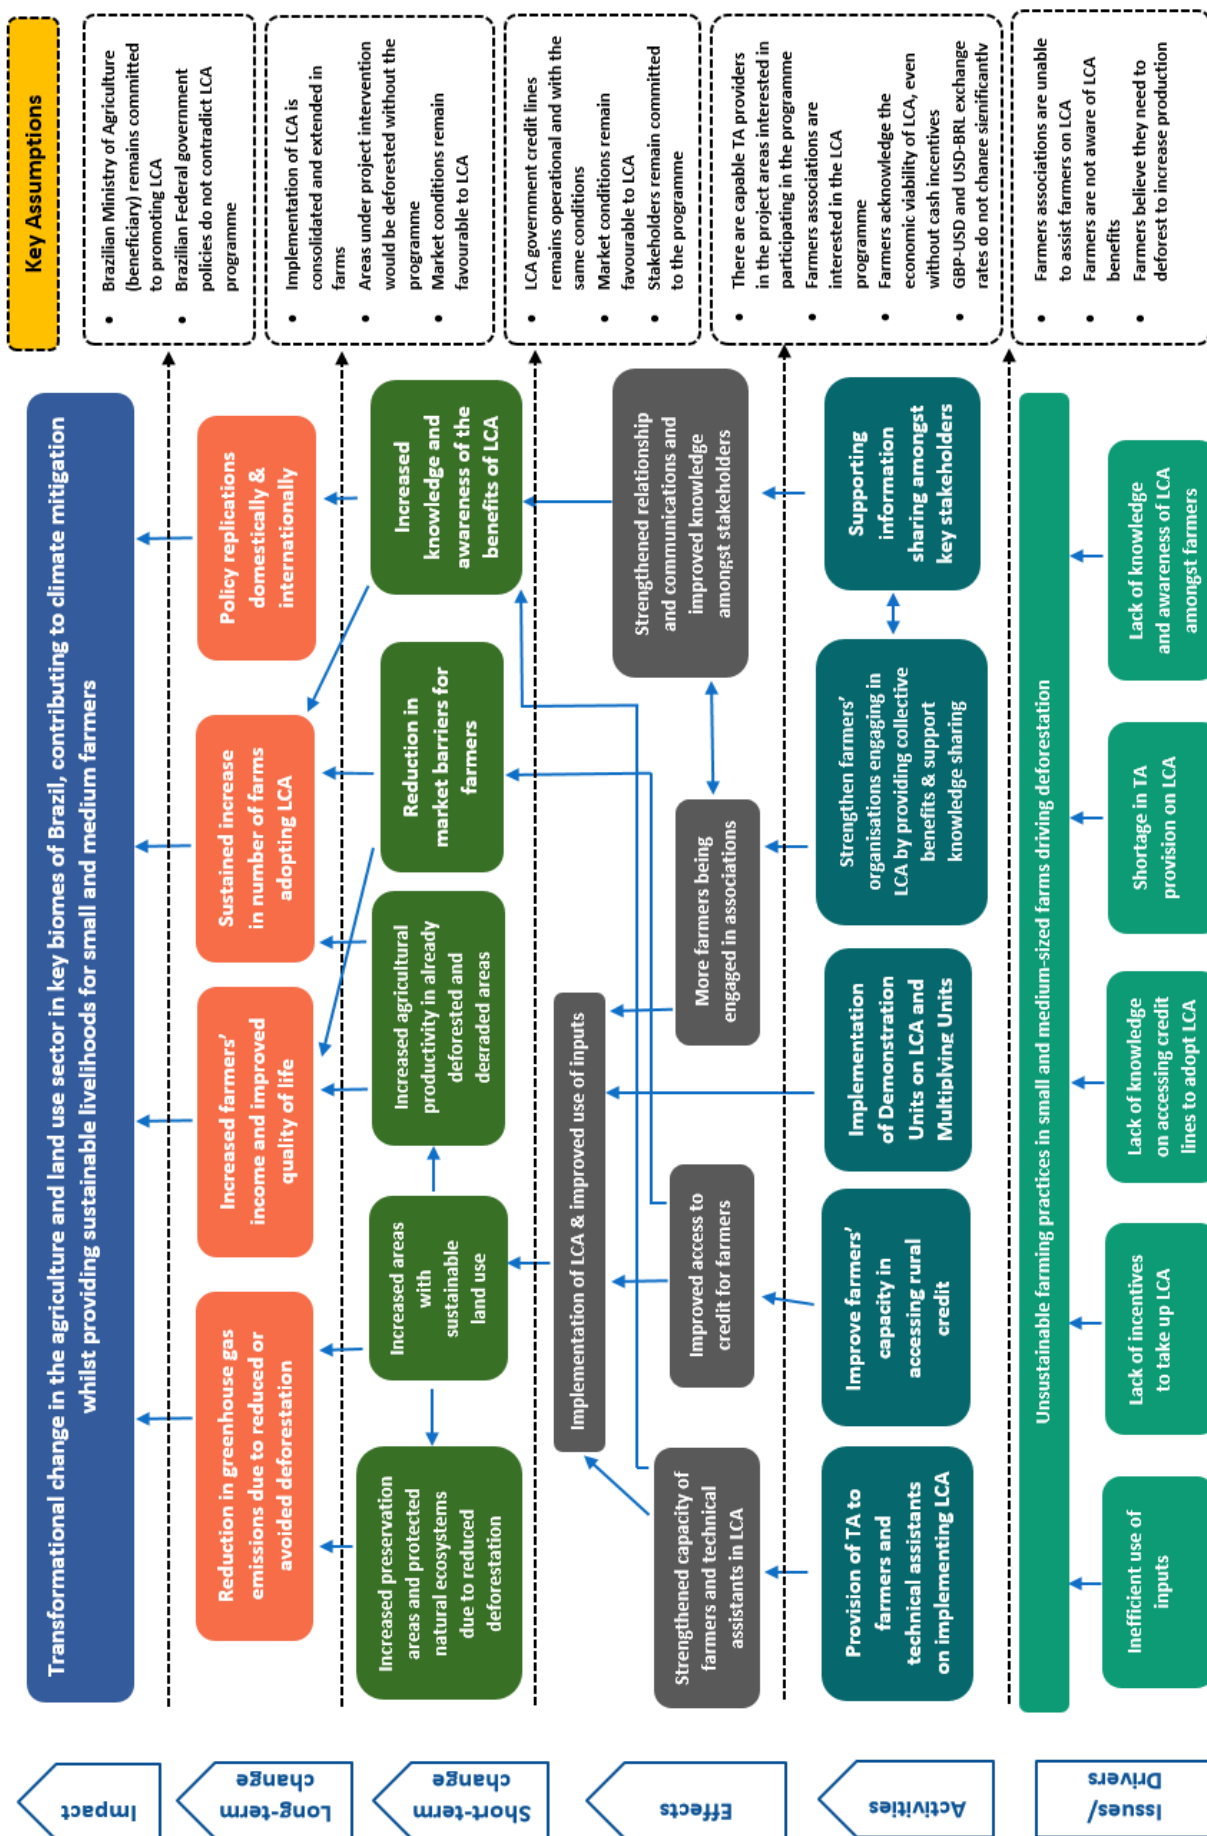 Key Assumptions
Impact
Transformational change in the agriculture and land use sector in key biomes of Brazil, contributing to climate mitigation
whilst providing sustainable livelihoods for small and medium farmers
• Brazilian Ministry of Agriculture
(beneficiary) remains committed
to promoting LCA
• Brazilian Federal government
policies do not contradict LCA
programme
Long-term
change
Reduction in greenhouse gas
emissions due to reduced or
avoided deforestation
Increased farmers'
income and improved
quality of life
Sustained increase
in number of farms
adopting LCA
Policy replications
domestically &
internationally
• Implementation of LCA is
consolidated and extended in
farms
• Areas under project intervention
would be deforested without the
programme
• Market conditions remain
favourable to LCA
Short-term
change
Increased preservation
areas and protected
natural ecosystems
due to reduced
deforestation
Increased areas
with
sustainable
land use
Increased agricultural
productivity in already
deforested and
degraded areas
Reduction in
market barriers for
farmers
Increased
knowledge and
awareness of the
benefits of LCA
• LCA government credit lines
remains operational and with the
same conditions
• Market conditions remain
favourable to LCA
• Stakeholders remain committed
to the programme
Effects
Implementation of LCA & improved use of inputs
Strengthened capacity of
farmers and technical
assistants in LCA
Improved access to
credit for farmers
More farmers being
engaged in associations
Strengthened relationship
and communications and
improved knowledge
amongst stakeholders
• There are capable TA providers
in the project areas interested in
participating in the programme
• Farmers associations are
interested in the LCA
programme
• Farmers acknowledge the
economic viability of LCA, even
without cash incentives
• GBP-USD and USD-BRL exchange
rates do not change significantly
Activities
Provision of TA to
farmers and
technical assistants
on implementing LCA
Improve farmers'
capacity in
accessing rural
credit
Implementation
of Demonstration
Units on LCA and
Multiplying Units
Strengthen farmers'
organisations engaging in
LCA by providing collective
benefits & support
knowledge sharing
Supporting
information
sharing amongst
key stakeholders
Issues/
Drivers
Unsustainable farming practices in small and medium-sized farms driving deforestation
Inefficient use of
inputs
Lack of incentives
to take up LCA
Lack of knowledge
on accessing credit
lines to adopt LCA
Shortage in TA
provision on LCA
Lack of knowledge
and awareness of LCA
amongst farmers
• Farmers associations are unable
to assist farmers on LCA
• Farmers are not aware of LCA
benefits
• Farmers believe they need to
deforest to increase production